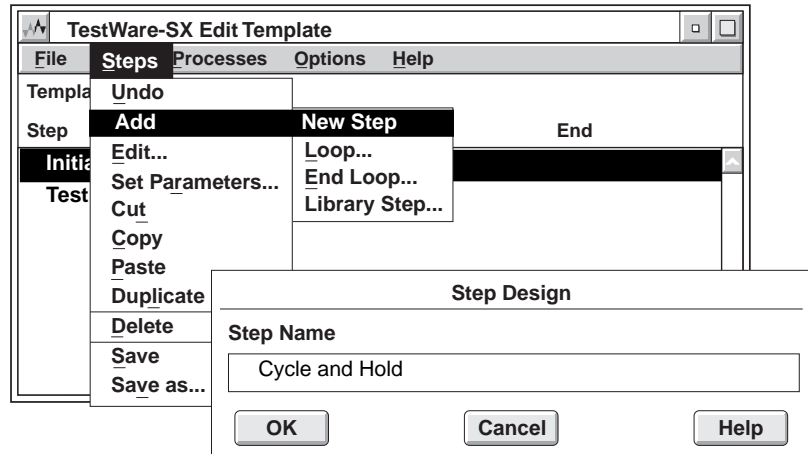 TestWare-SX Edit Template
File Steps Processes Options Help
Templa
Step End
Initia
Test
Undo
Add
Edit...
Set Parameters...
Cut
Copy
Paste
Duplicate
Delete
Save
Save as...
New Step
Loop...
End Loop...
Library Step...
Step Design
Step Name
Cycle and Hold
OK Cancel Help